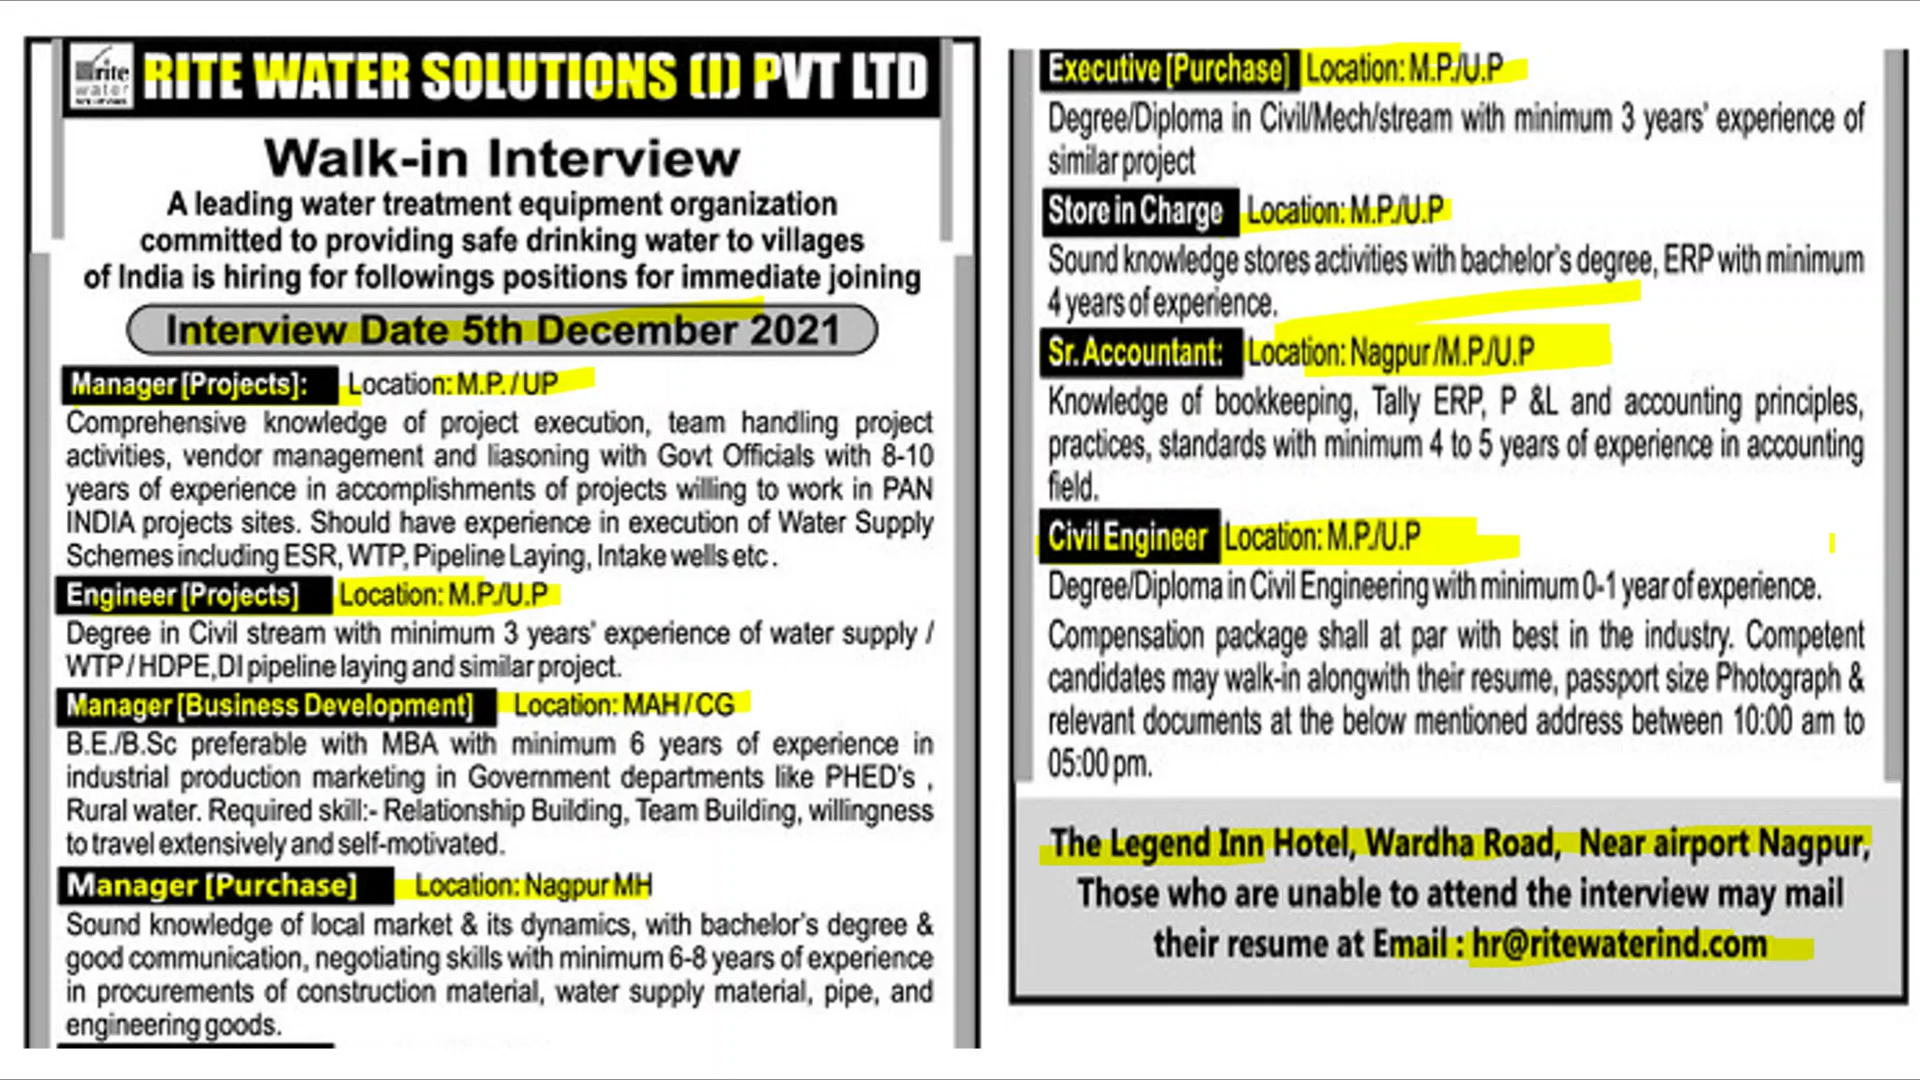 rite
water
RITE WATER SOLUTIONS (I) PVT LTD
Walk-in Interview
A leading water treatment equipment organization
committed to providing safe drinking water to villages
of India is hiring for followings positions for immediate joining
Interview Date 5th December 2021
Manager [Projects]: Location: M.P. / UP
Comprehensive knowledge of project execution, team handling project
activities, vendor management and liasoning with Govt Officials with 8-10
years of experience in accomplishments of projects willing to work in PAN
INDIA projects sites. Should have experience in execution of Water Supply
Schemes including ESR, WTP, Pipeline Laying, Intake wells etc .
Engineer [Projects] Location: M.P./U.P
Degree in Civil stream with minimum 3 years' experience of water supply /
WTP / HDPE,DI pipeline laying and similar project.
Manager [Business Development] Location: MAH / CG
B.E./B.Sc preferable with MBA with minimum 6 years of experience in
industrial production marketing in Government departments like PHED's ,
Rural water. Required skill:- Relationship Building, Team Building, willingness
to travel extensively and self-motivated.
Manager [Purchase] Location: Nagpur MH
Sound knowledge of local market & its dynamics, with bachelor's degree &
good communication, negotiating skills with minimum 6-8 years of experience
in procurements of construction material, water supply material, pipe, and
engineering goods.
Executive [Purchase] Location: M.P./U.P
Degree/Diploma in Civil/Mech/stream with minimum 3 years' experience of
similar project
Store in Charge Location: M.P./U.P
Sound knowledge stores activities with bachelor's degree, ERP with minimum
4 years of experience.
Sr. Accountant: Location: Nagpur /M.P./U.P
Knowledge of bookkeeping, Tally ERP, P &L and accounting principles,
practices, standards with minimum 4 to 5 years of experience in accounting
field.
Civil Engineer Location: M.P./U.P
Degree/Diploma in Civil Engineering with minimum 0-1 year of experience.
Compensation package shall at par with best in the industry. Competent
candidates may walk-in alongwith their resume, passport size Photograph &
relevant documents at the below mentioned address between 10:00 am to
05:00 pm.
The Legend Inn Hotel, Wardha Road, Near airport Nagpur,
Those who are unable to attend the interview may mail
their resume at Email : hr@ritewaterind.com